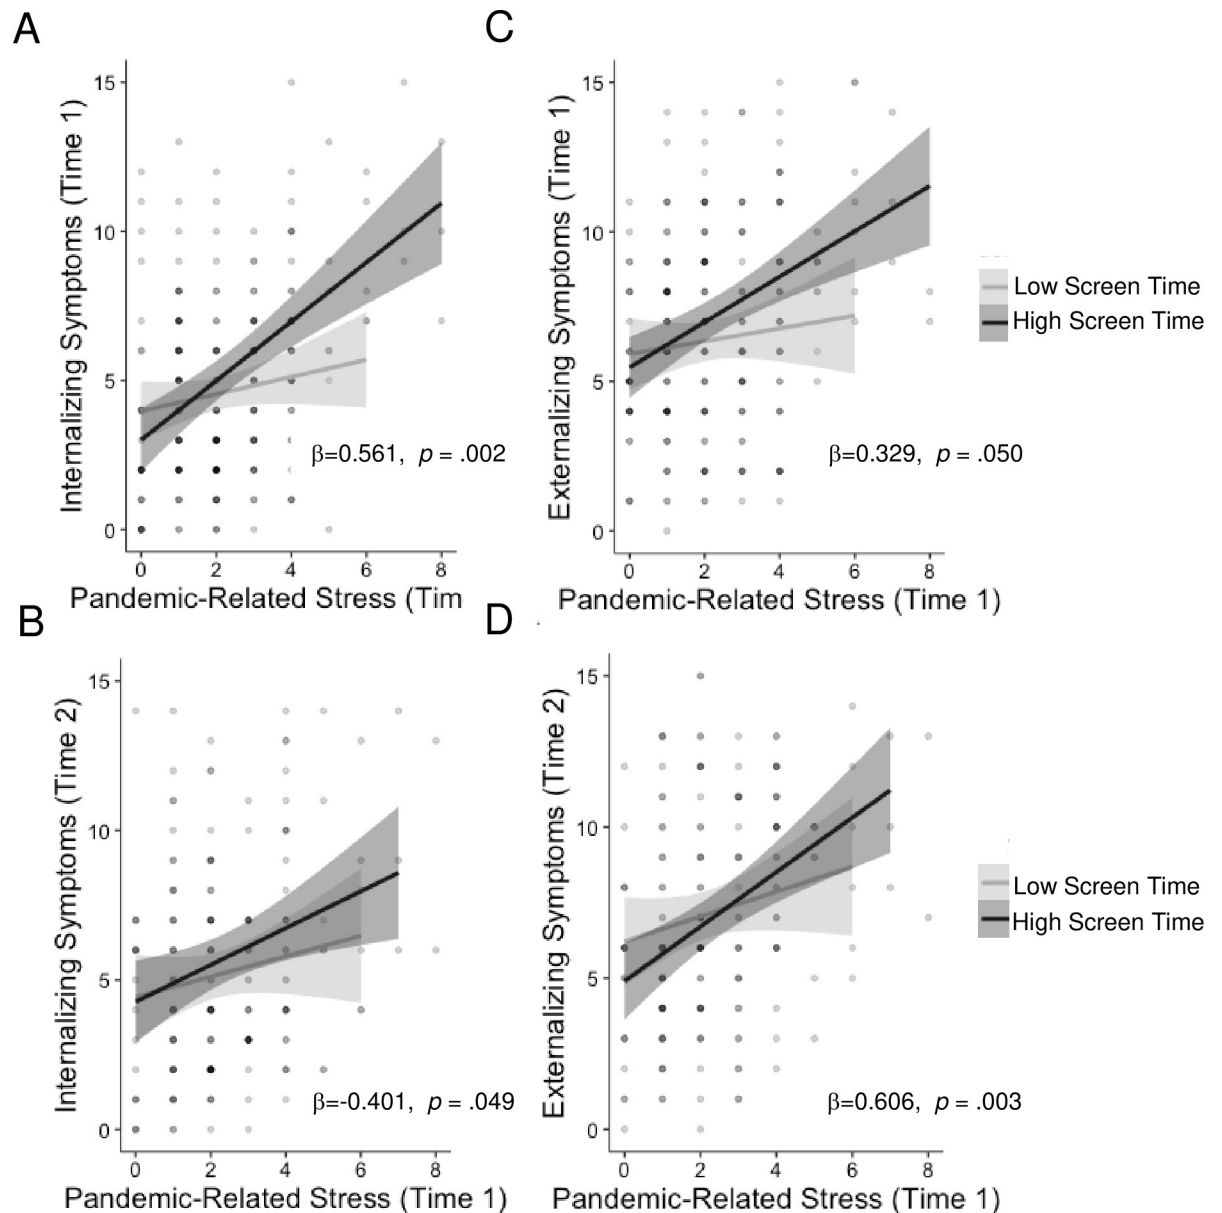 A
Internalizing Symptoms (Time 1)
15
10
5
0
β=0.561, p = .002
0 2 4 6 8
Pandemic-Related Stress (Tim
C
Externalizing Symptoms (Time 1)
15
10
5
0
β=0.329, p = .050
0 2 4 6 8
Pandemic-Related Stress (Time 1)
Low Screen Time
High Screen Time
B
Internalizing Symptoms (Time 2)
15
10
5
0
β=-0.401, p = .049
0 2 4 6 8
Pandemic-Related Stress (Time 1)
D
Externalizing Symptoms (Time 2)
15
10
5
0
β=0.606, p = .003
0 2 4 6 8
Pandemic-Related Stress (Time 1)
Low Screen Time
High Screen Time